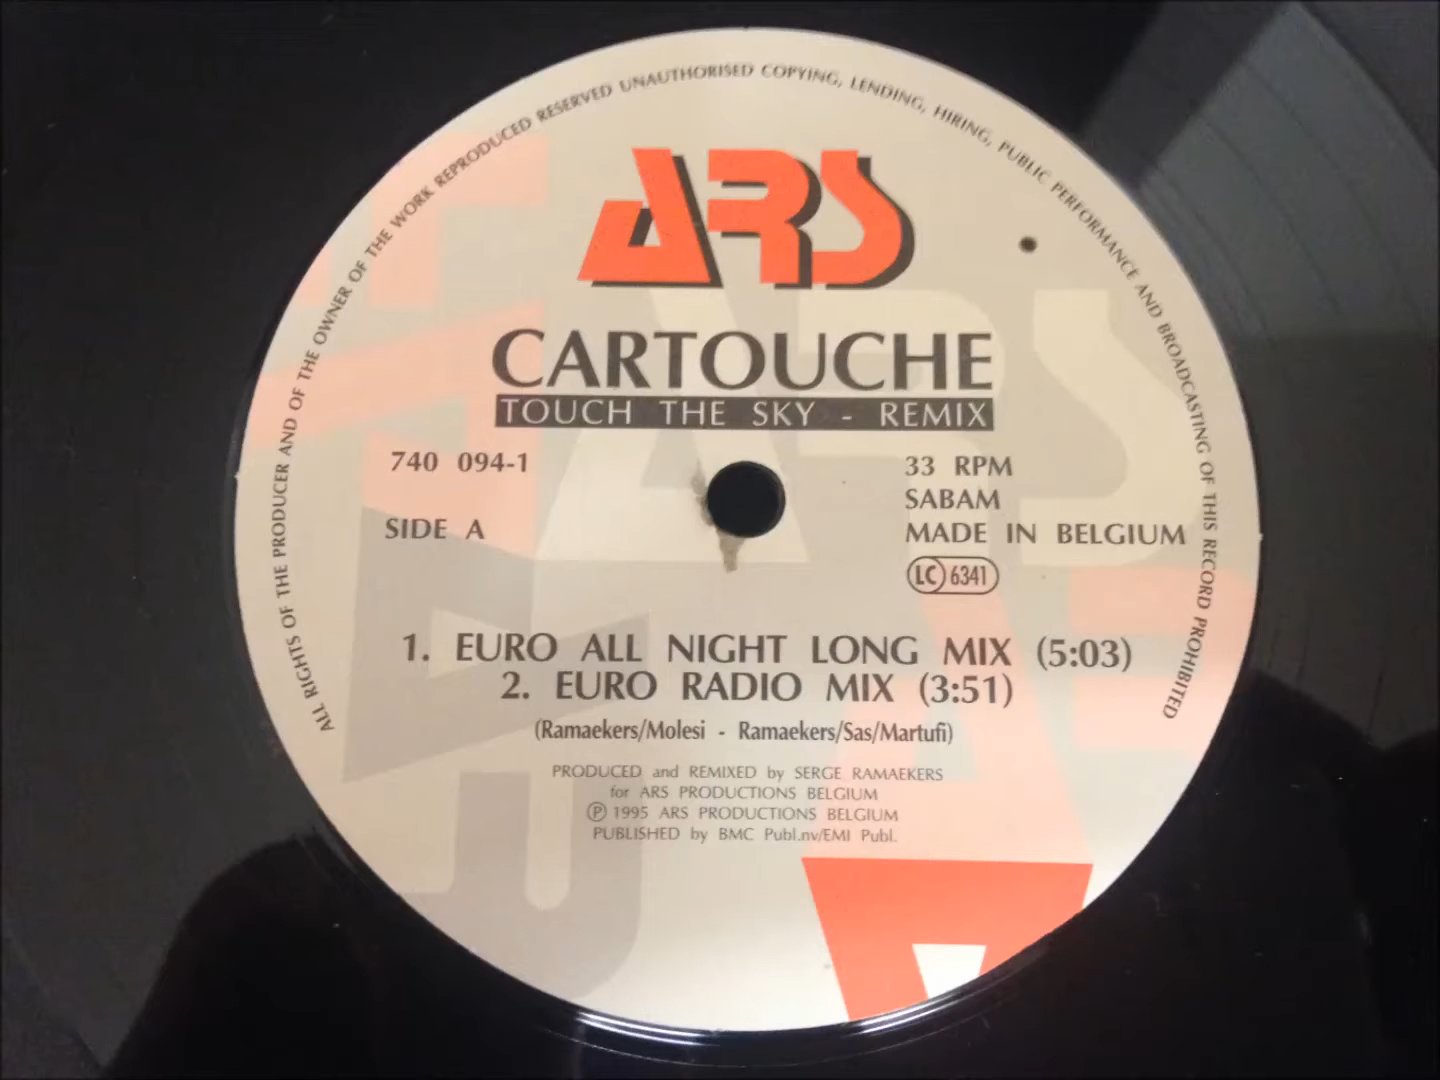 ALL RIGHTS OF THE PRODUCER AND OF THE OWNER OF THE WORK REPRODUCED RESERVED UNAUTHORISED COPYING, LENDING, HIRING, PUBLIC PERFORMANCE AND BROADCASTING OF THIS RECORD PROHIBITED
ARS
CARTOUCHE
TOUCH THE SKY - REMIX
740 094-1
SIDE A
33 RPM
SABAM
MADE IN BELGIUM
LC 6341
1. EURO ALL NIGHT LONG MIX (5:03)
2. EURO RADIO MIX (3:51)
(Ramaekers/Molesi - Ramaekers/Sas/Martufi)
PRODUCED and REMIXED by SERGE RAMAEKERS
for ARS PRODUCTIONS BELGIUM
Ⓟ 1995 ARS PRODUCTIONS BELGIUM
PUBLISHED by BMC Publ.nv/EMI Publ.